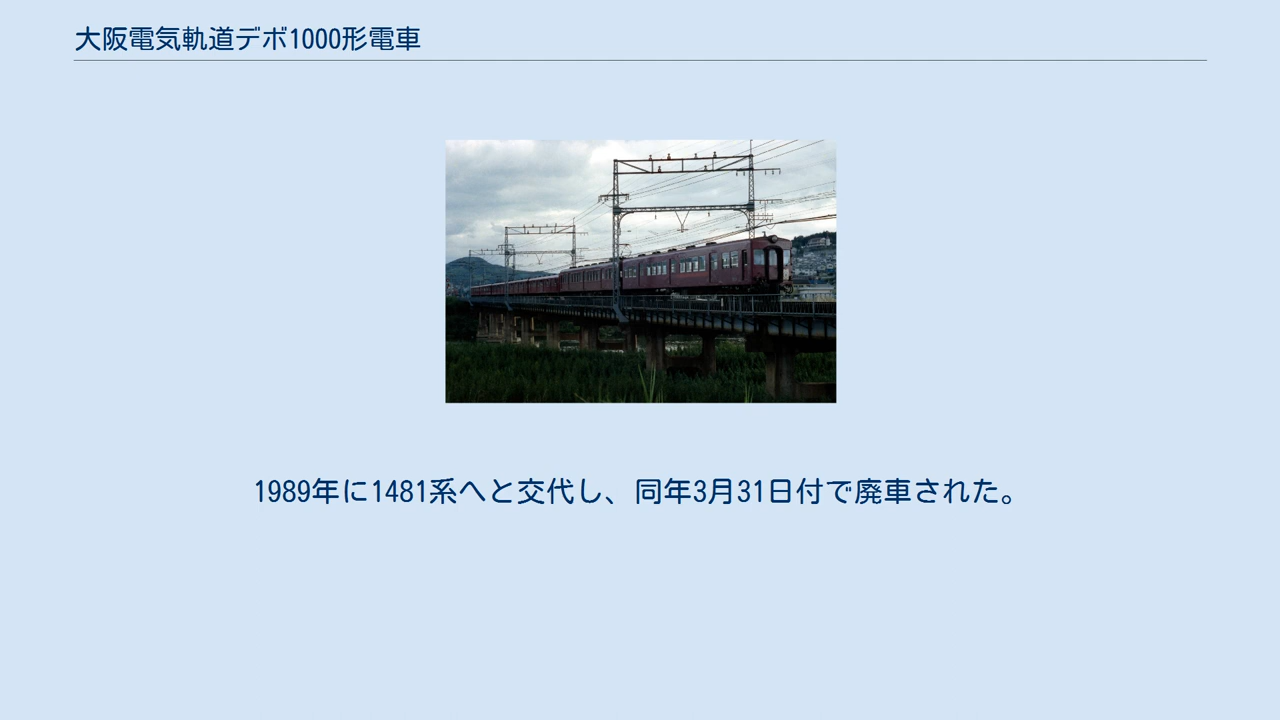 大阪電気軌道デボ1000形電車
1989年に1481系へと交代し、同年3月31日付で廃車された。